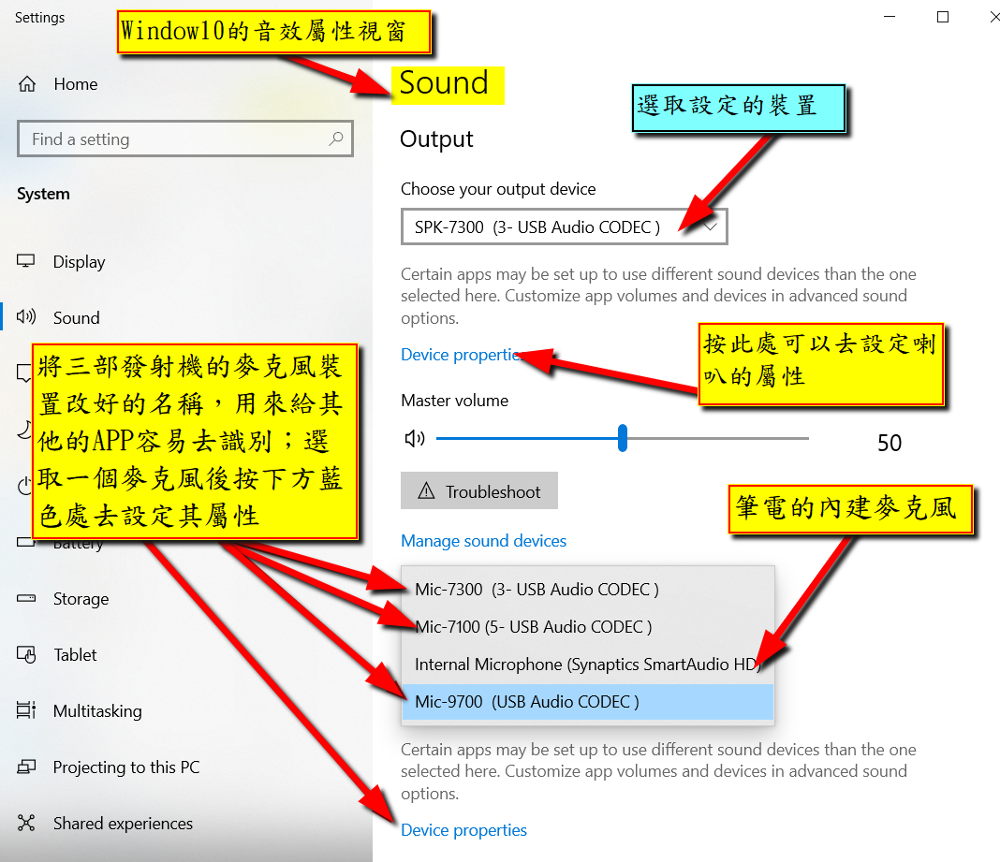 Settings
Window10的音效屬性視窗
Home
Find a setting
System
Display
Sound
將三部發射機的麥克風裝
置改好的名稱，用來給其
他的APP容易去識別；選
取一個麥克風後按下方藍
色處去設定其屬性
Battery
Storage
Tablet
Multitasking
Projecting to this PC
Shared experiences
Sound
選取設定的裝置
Output
Choose your output device
SPK-7300 (3- USB Audio CODEC )
Certain apps may be set up to use different sound devices than the one
selected here. Customize app volumes and devices in advanced sound
options.
按此處可以去設定喇
叭的屬性
Device properties
Master volume
50
Troubleshoot
筆電的內建麥克風
Manage sound devices
Mic-7300 (3- USB Audio CODEC )
Mic-7100 (5- USB Audio CODEC )
Internal Microphone (Synaptics SmartAudio HD)
Mic-9700 (USB Audio CODEC )
Certain apps may be set up to use different sound devices than the one
selected here. Customize app volumes and devices in advanced sound
options.
Device properties